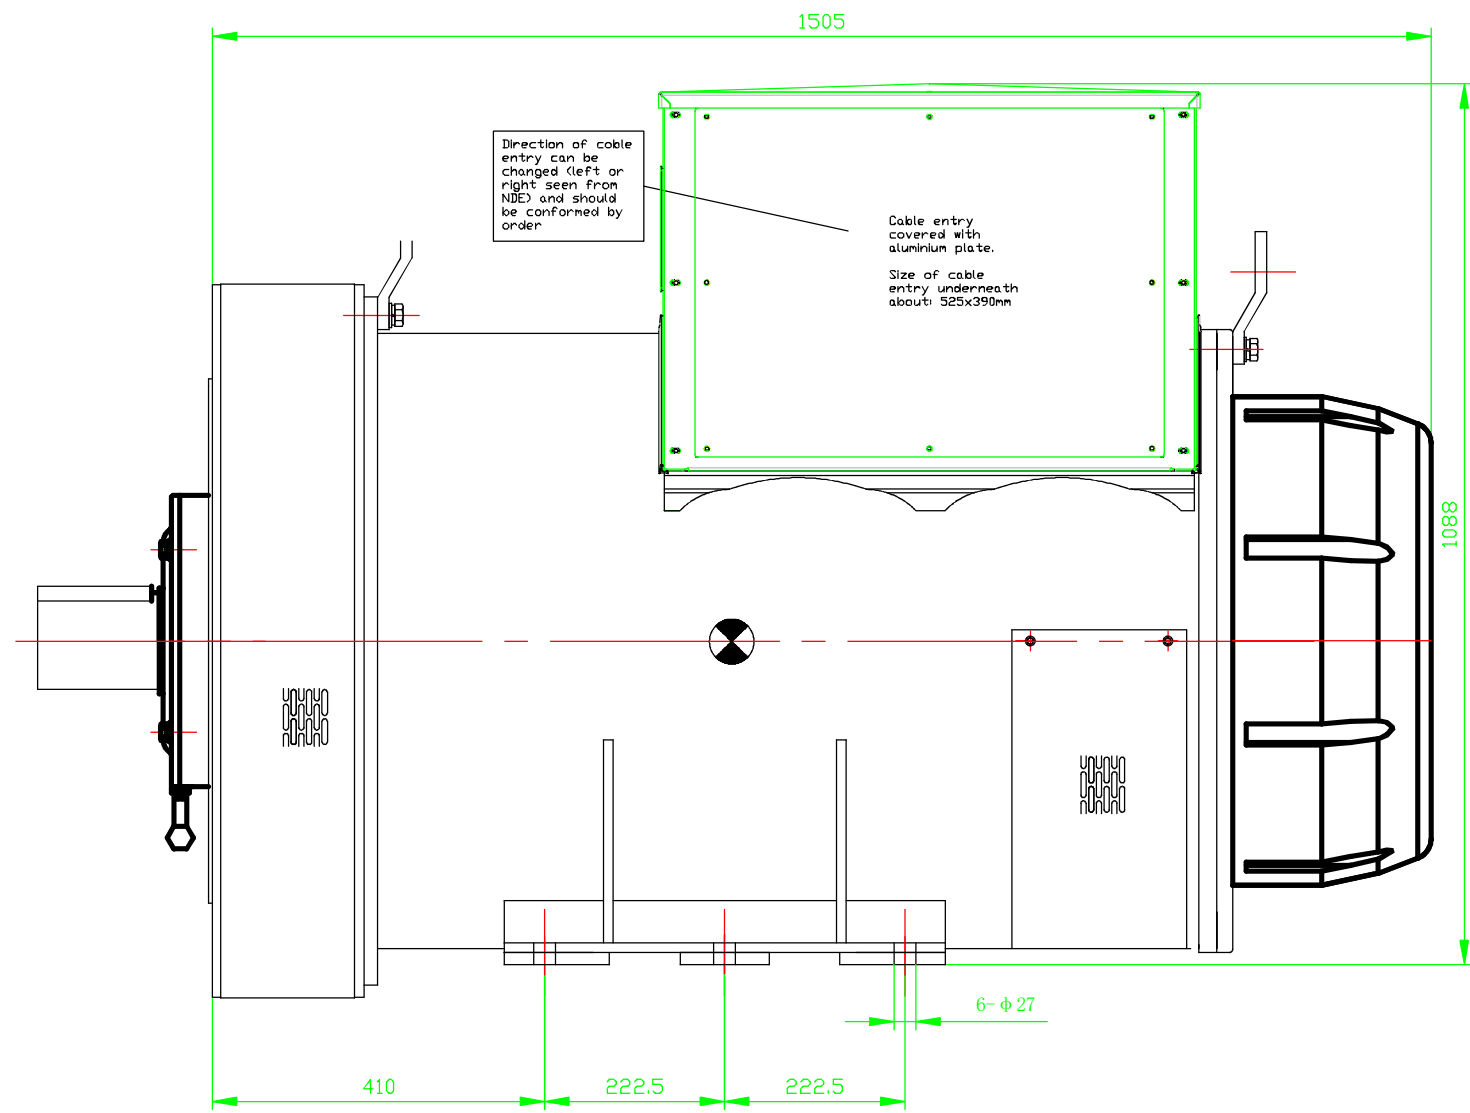 1505
Direction of coble
entry can be
changed (left or
right seen from
NDE) and should
be conformed by
order
Cable entry
covered with
aluminium plate.
Size of cable
entry underneath
about: 525x390mm
1088
6-ϕ27
410
222.5
222.5